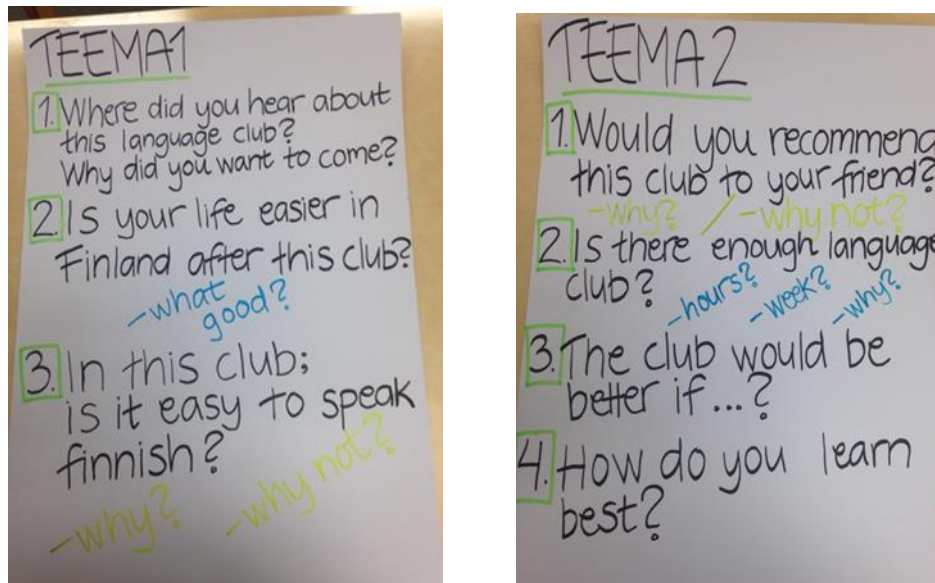 TEEMA1
1. Where did you hear about
this language club?
Why did you want to come?
2. Is your life easier in
Finland after this club?
-what
good?
3. In this club;
is it easy to speak
finnish?
-why? -why not?
TEEMA 2
1. Would you recommend
this club to your friend?
-why? / -why not?
2. Is there enough language
club?
-hours? -week? -why?
3. The club would be
better if...?
4. How do you learn
best?